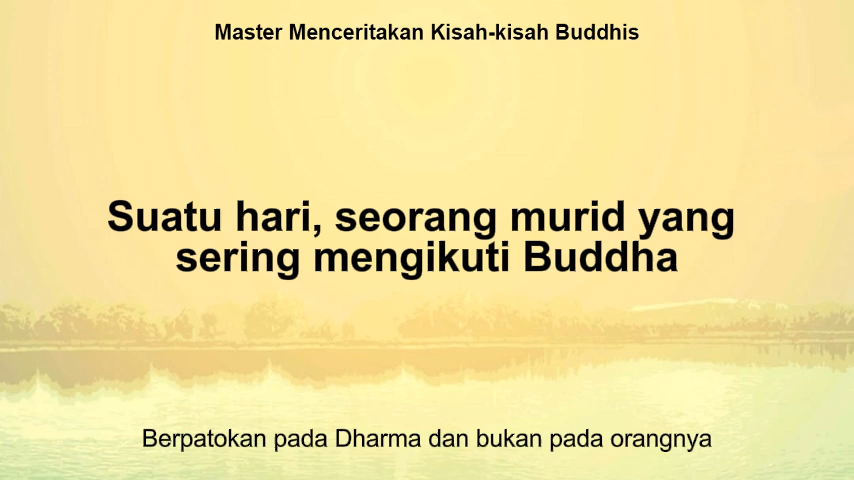 Master Menceritakan Kisah-kisah Buddhis
Suatu hari, seorang murid yang
sering mengikuti Buddha
Berpatokan pada Dharma dan bukan pada orangnya